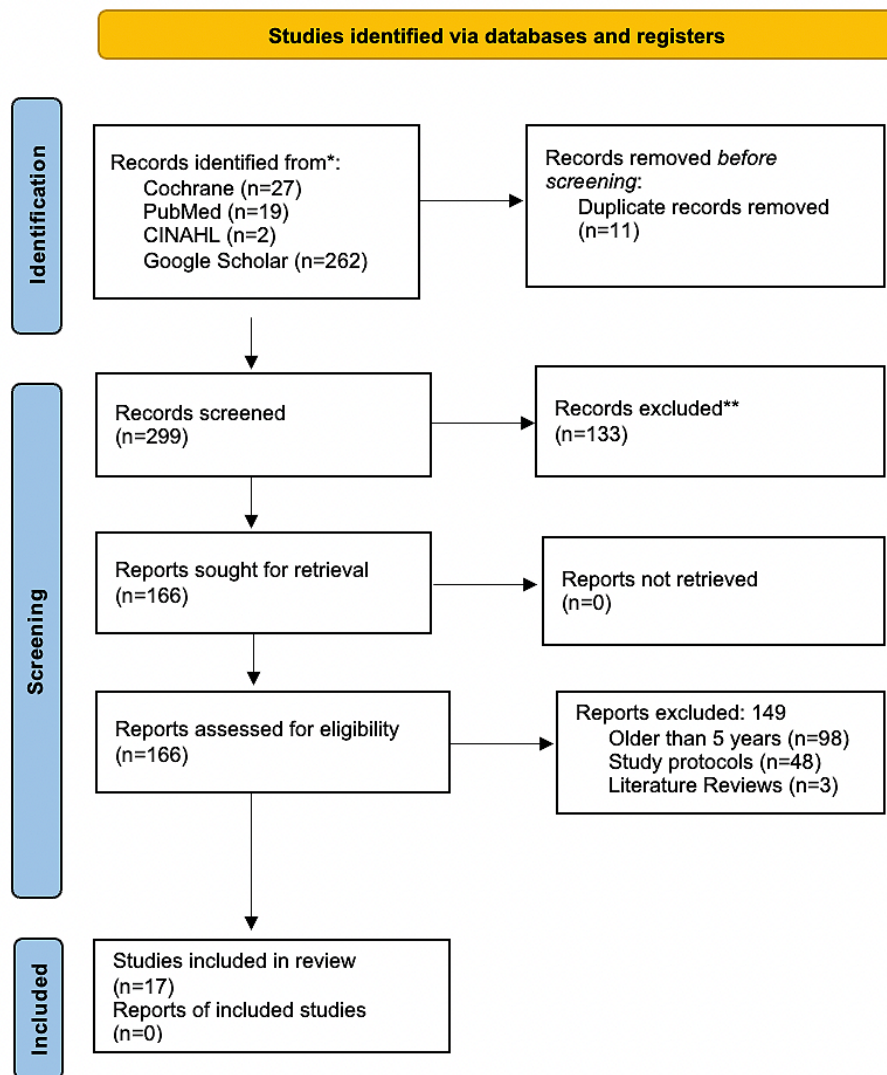 Studies identified via databases and registers
Identification
Records identified from*:
Cochrane (n=27)
PubMed (n=19)
CINAHL (n=2)
Google Scholar (n=262)
Records removed before
screening:
Duplicate records removed
(n=11)
Screening
Records screened
(n=299)
Records excluded**
(n=133)
Reports sought for retrieval
(n=166)
Reports not retrieved
(n=0)
Reports assessed for eligibility
(n=166)
Reports excluded: 149
Older than 5 years (n=98)
Study protocols (n=48)
Literature Reviews (n=3)
Included
Studies included in review
(n=17)
Reports of included studies
(n=0)